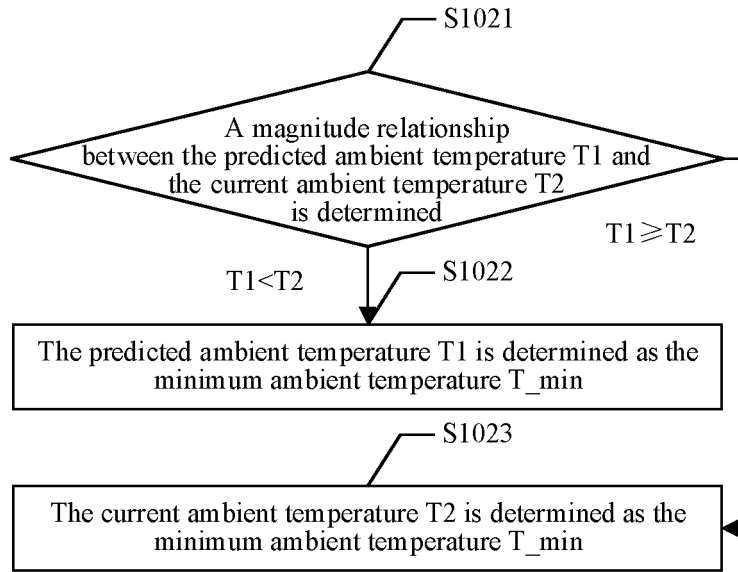 S1021
A magnitude relationship
between the predicted ambient temperature T1 and
the current ambient temperature T2
is determined
T1≥T2
T1<T2
S1022
The predicted ambient temperature T1 is determined as the
minimum ambient temperature T_min
S1023
The current ambient temperature T2 is determined as the
minimum ambient temperature T_min